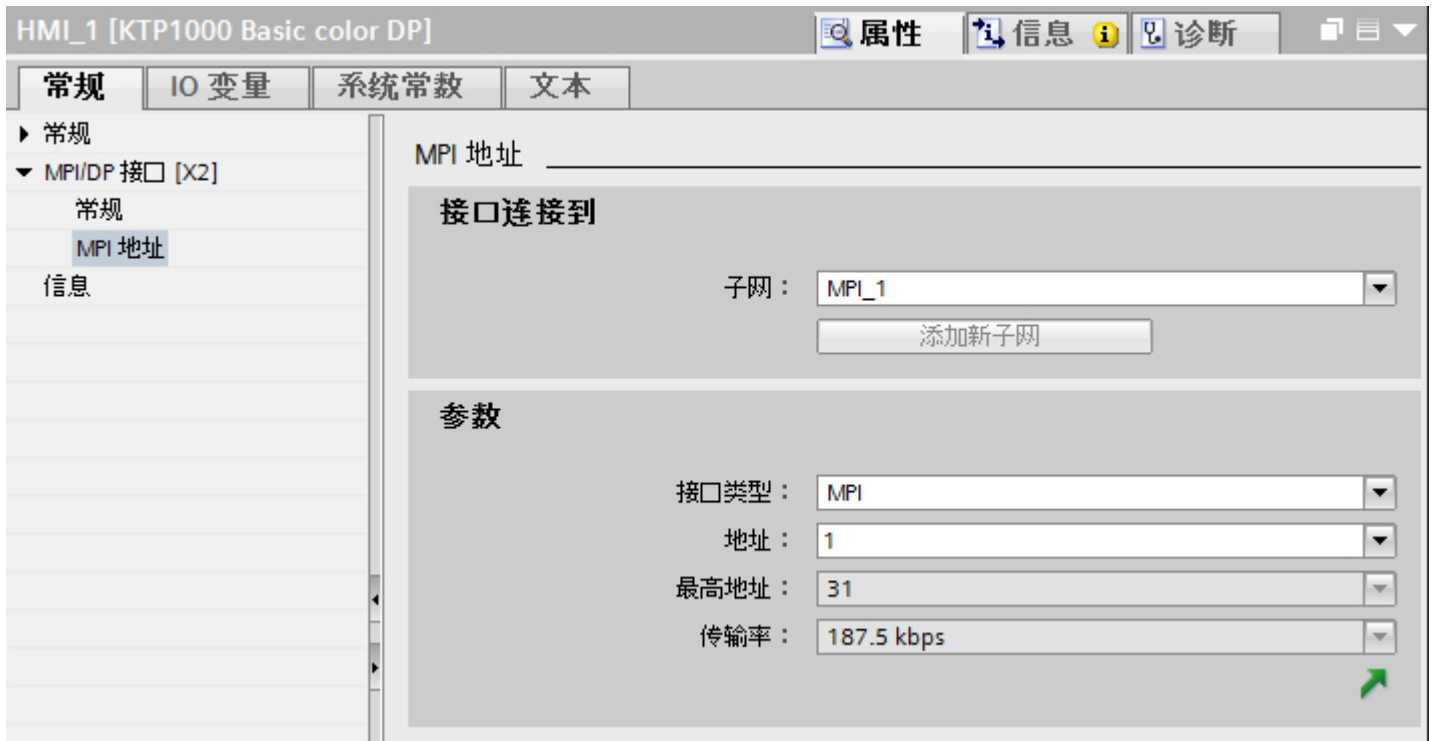 HMI_1 [KTP1000 Basic color DP] 属性 信息 诊断
常规 IO 变量 系统常数 文本
常规
MPI/DP 接口 [X2]
常规
MPI 地址
信息
MPI 地址
接口连接到
子网： MPI_1
添加新子网
参数
接口类型： MPI
地址： 1
最高地址： 31
传输率： 187.5 kbps